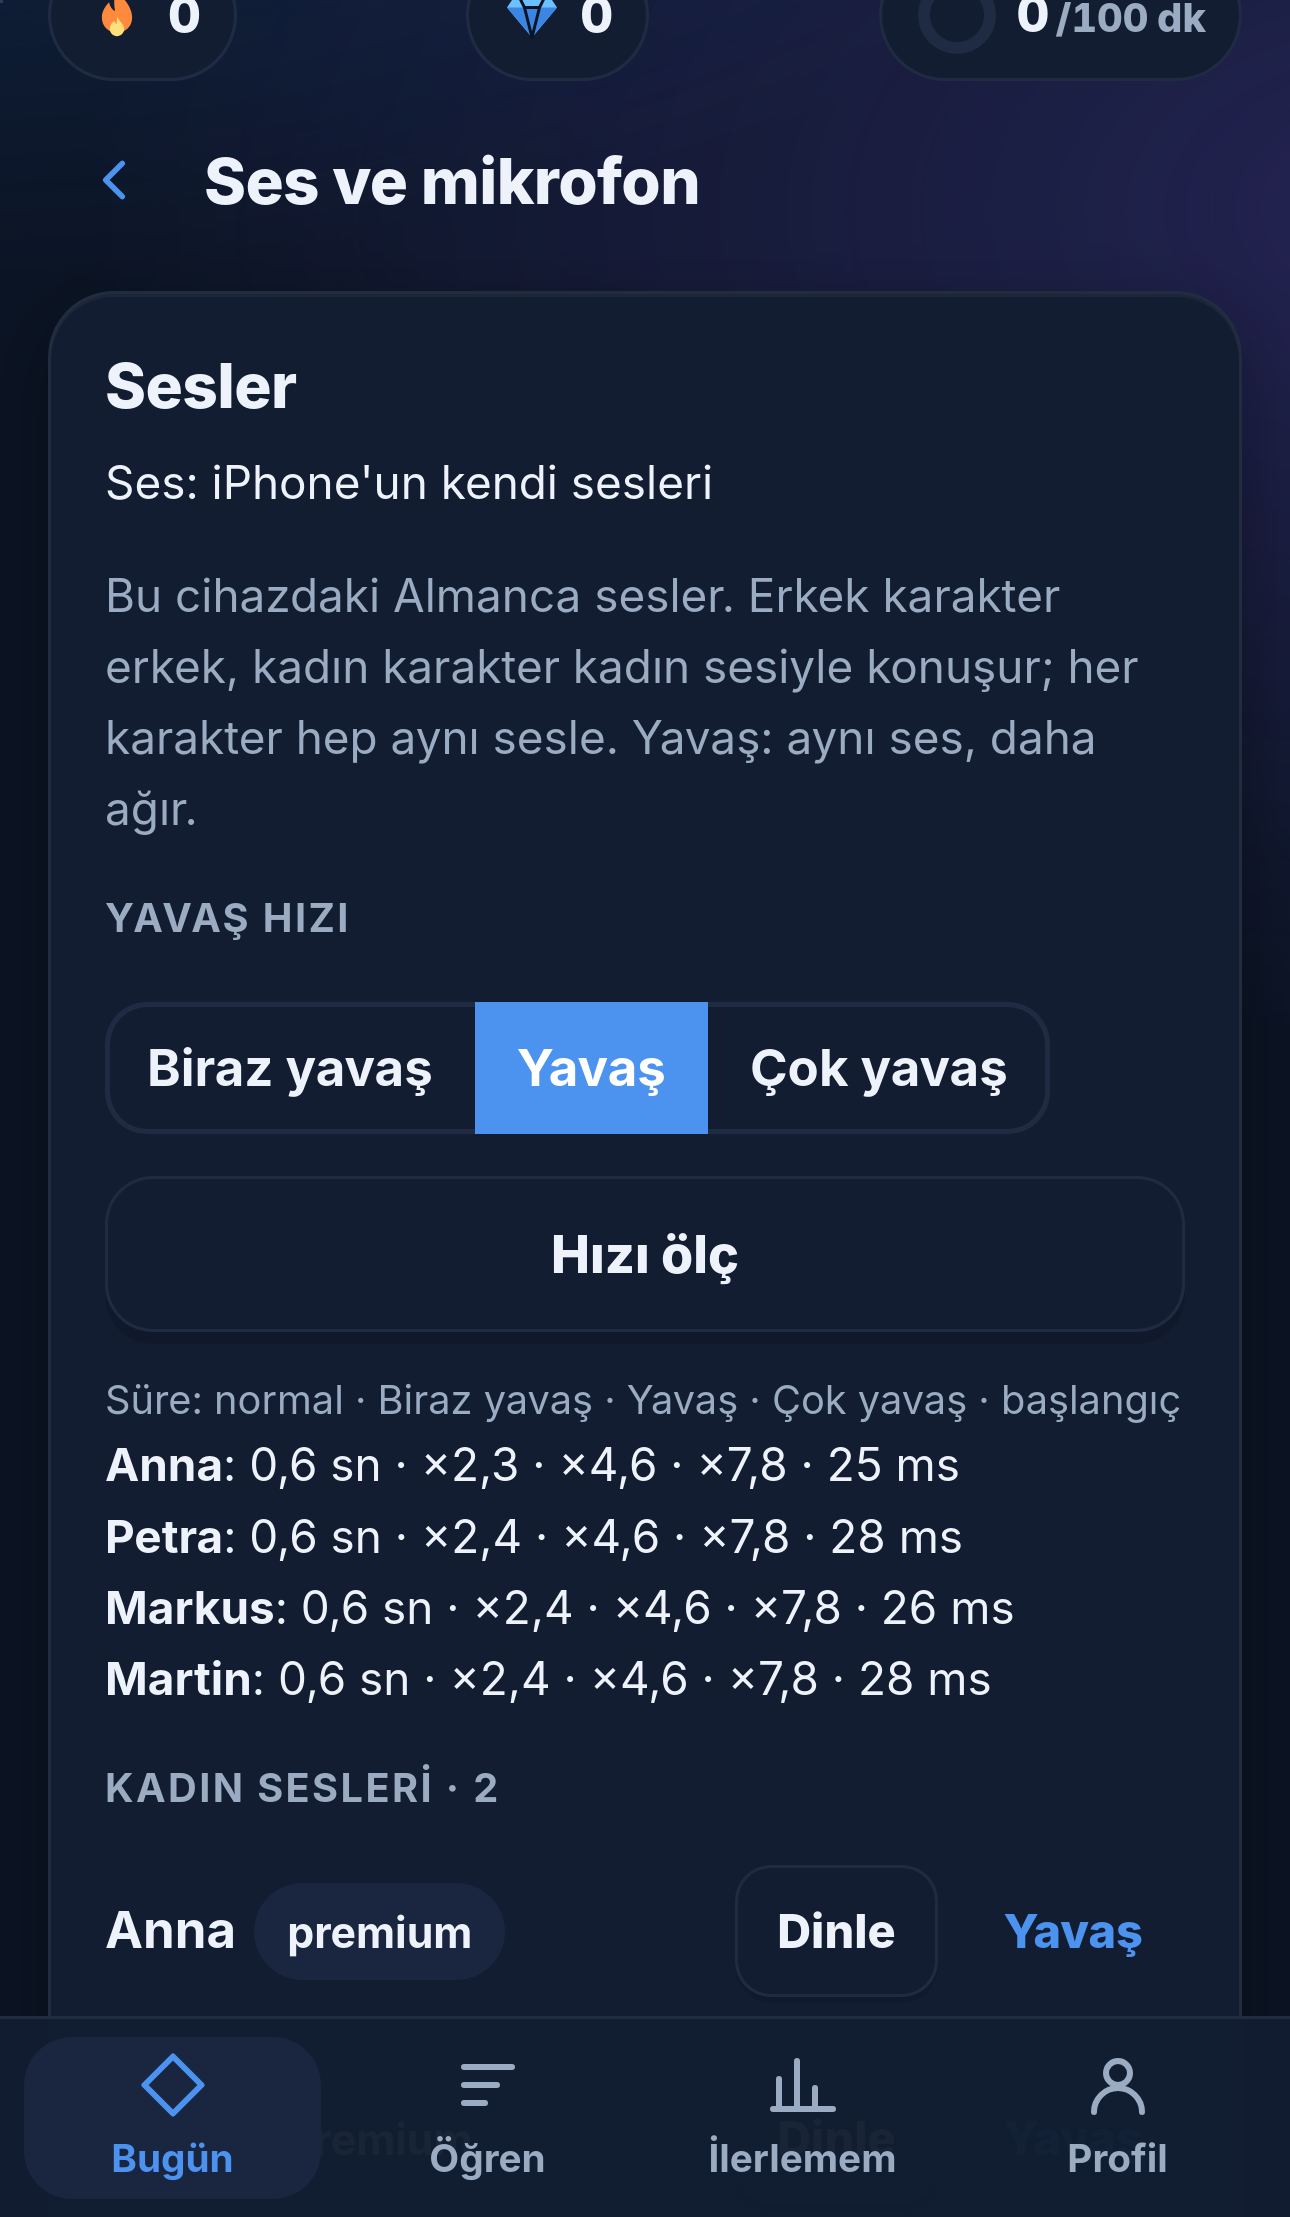 0
0
0/100 dk
Ses ve mikrofon
Sesler
Ses: iPhone'un kendi sesleri
Bu cihazdaki Almanca sesler. Erkek karakter
erkek, kadın karakter kadın sesiyle konuşur; her
karakter hep aynı sesle. Yavaş: aynı ses, daha
ağır.
YAVAŞ HIZI
Biraz yavaş Yavaş Çok yavaş
Hızı ölç
Süre: normal · Biraz yavaş · Yavaş · Çok yavaş · başlangıç
Anna: 0,6 sn · ×2,3 · ×4,6 · ×7,8 · 25 ms
Petra: 0,6 sn · ×2,4 · ×4,6 · ×7,8 · 28 ms
Markus: 0,6 sn · ×2,4 · ×4,6 · ×7,8 · 26 ms
Martin: 0,6 sn · ×2,4 · ×4,6 · ×7,8 · 28 ms
KADIN SESLERİ · 2
Anna premium Dinle Yavaş
Bugün Öğren İlerlemem Profil